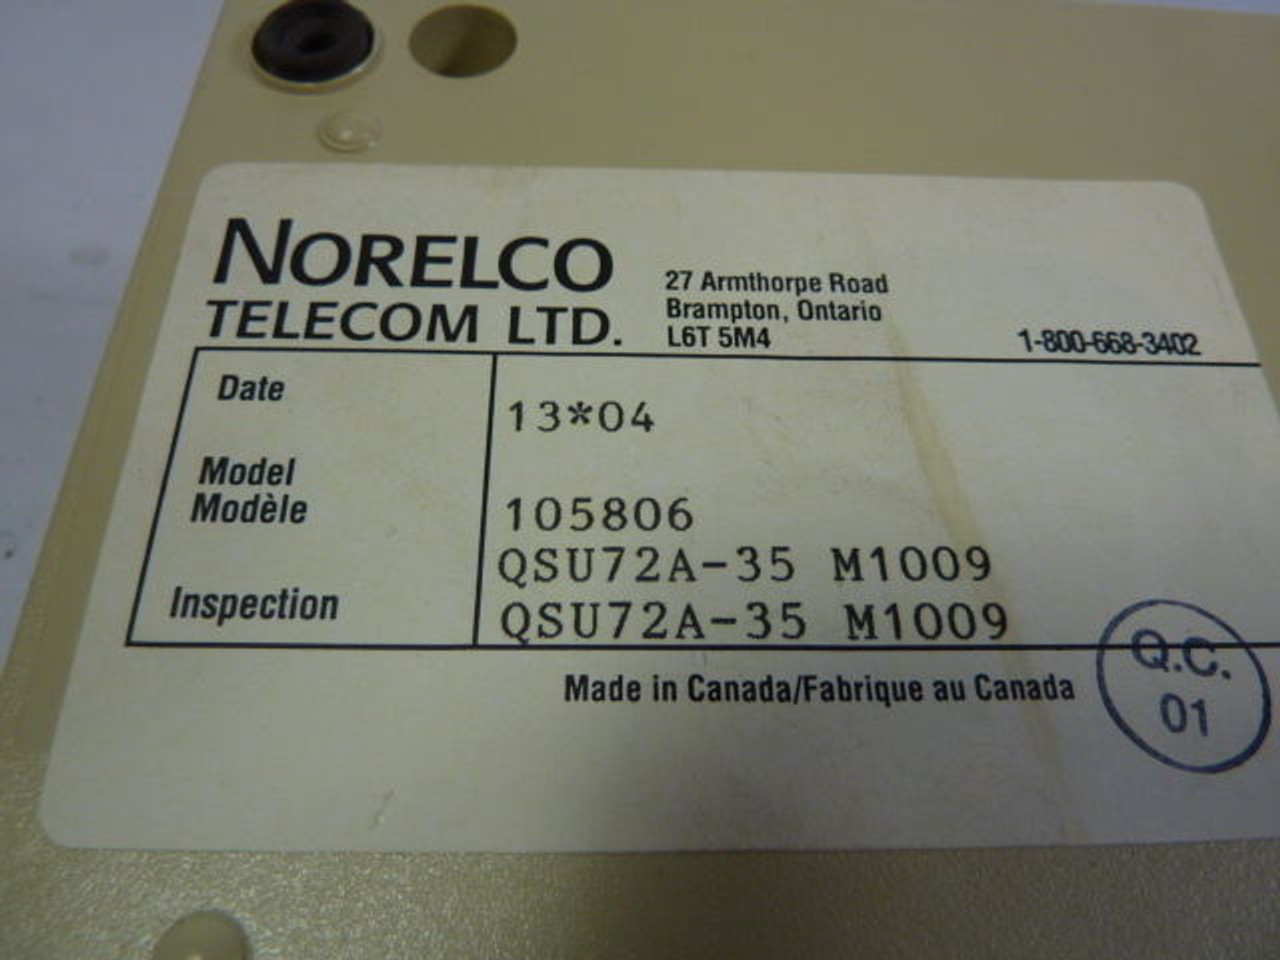 NORELCO
TELECOM LTD.
27 Armthorpe Road
Brampton, Ontario
L6T 5M4
1-800-668-3402
Date
13*04
Model
Modèle
105806
QSU72A-35 M1009
Inspection
QSU72A-35 M1009
Made in Canada/Fabrique au Canada
Q.C.
01